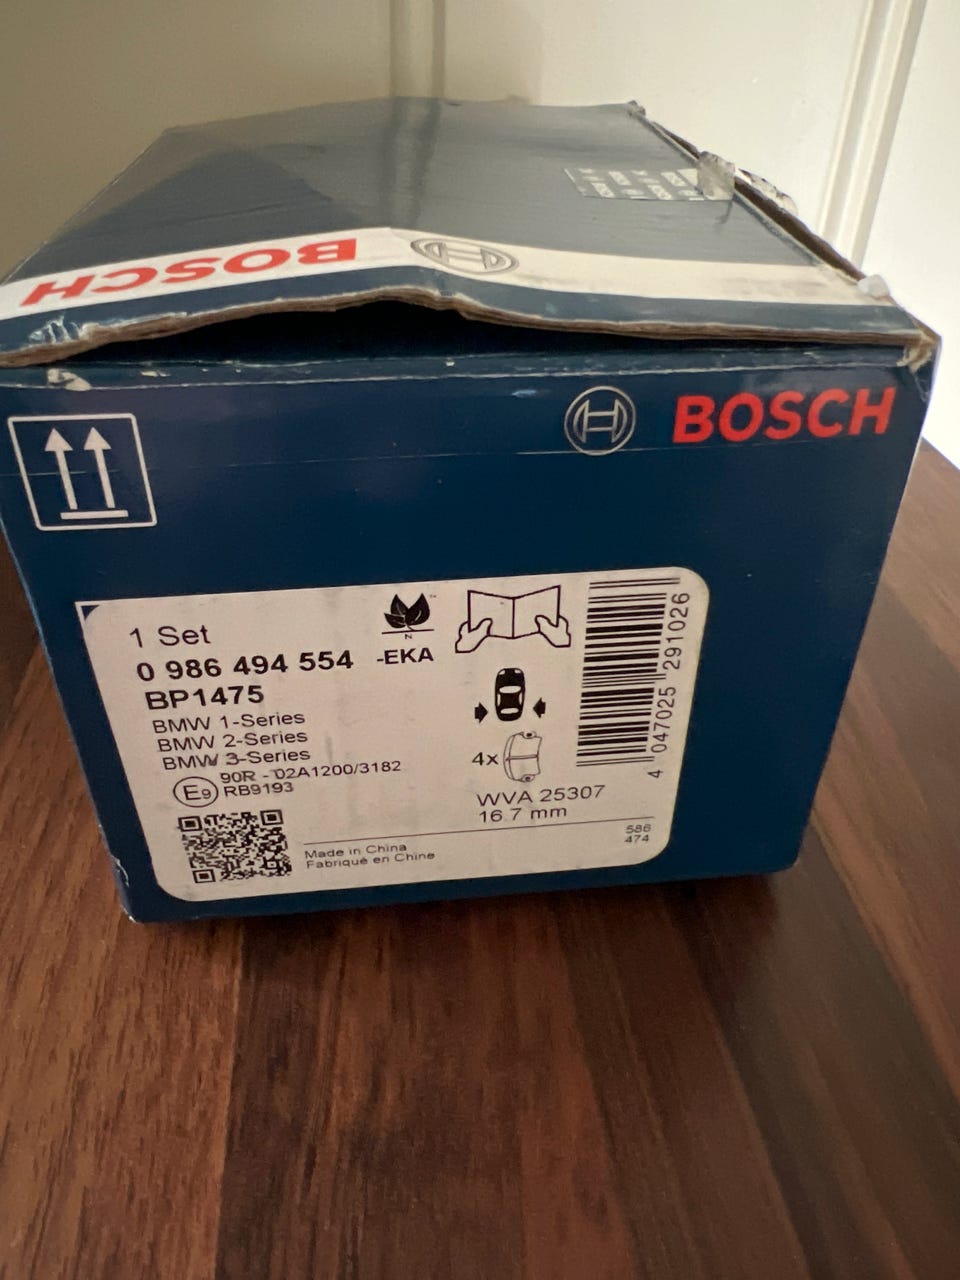 BOSCH
BOSCH
1 Set
0 986 494 554 -EKA
BP1475
BMW 1-Series
BMW 2-Series
BMW 3-Series
E9
90R - 02A1200/3182
RB9193
N
4x
WVA 25307
16.7 mm
4 047025 291026
Made in China
Fabriqué en Chine
586
474